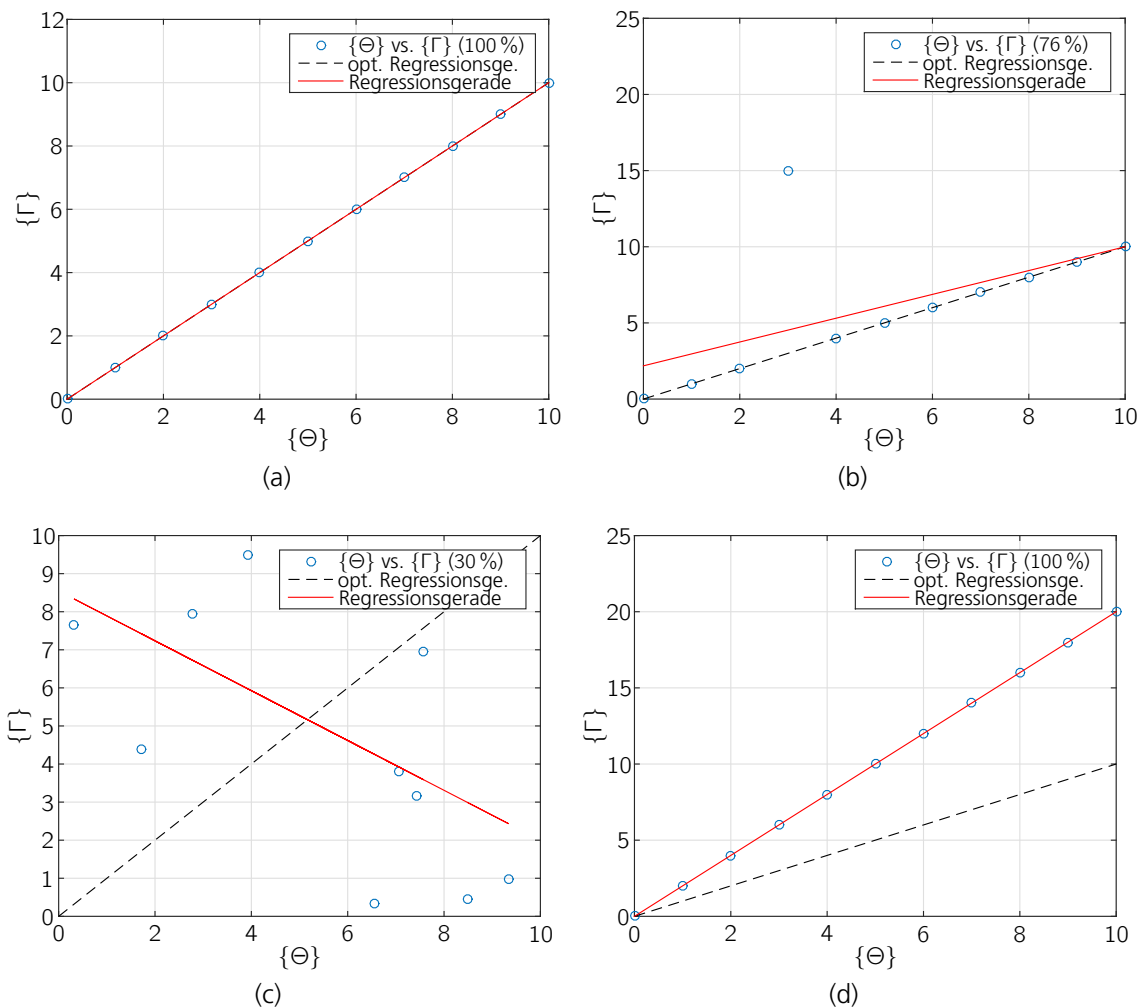 12
10
8
6
4
2
0
{Γ}
{Θ} vs. {Γ} (100 %)
opt. Regressionsge.
Regressionsgerade
0 2 4 6 8 10
{Θ}
(a)
25
20
15
10
5
0
{Γ}
{Θ} vs. {Γ} (76 %)
opt. Regressionsge.
Regressionsgerade
0 2 4 6 8 10
{Θ}
(b)
10
9
8
7
6
5
4
3
2
1
0
{Γ}
{Θ} vs. {Γ} (30 %)
opt. Regressionsge.
Regressionsgerade
0 2 4 6 8 10
{Θ}
(c)
25
20
15
10
5
0
{Γ}
{Θ} vs. {Γ} (100 %)
opt. Regressionsge.
Regressionsgerade
0 2 4 6 8 10
{Θ}
(d)